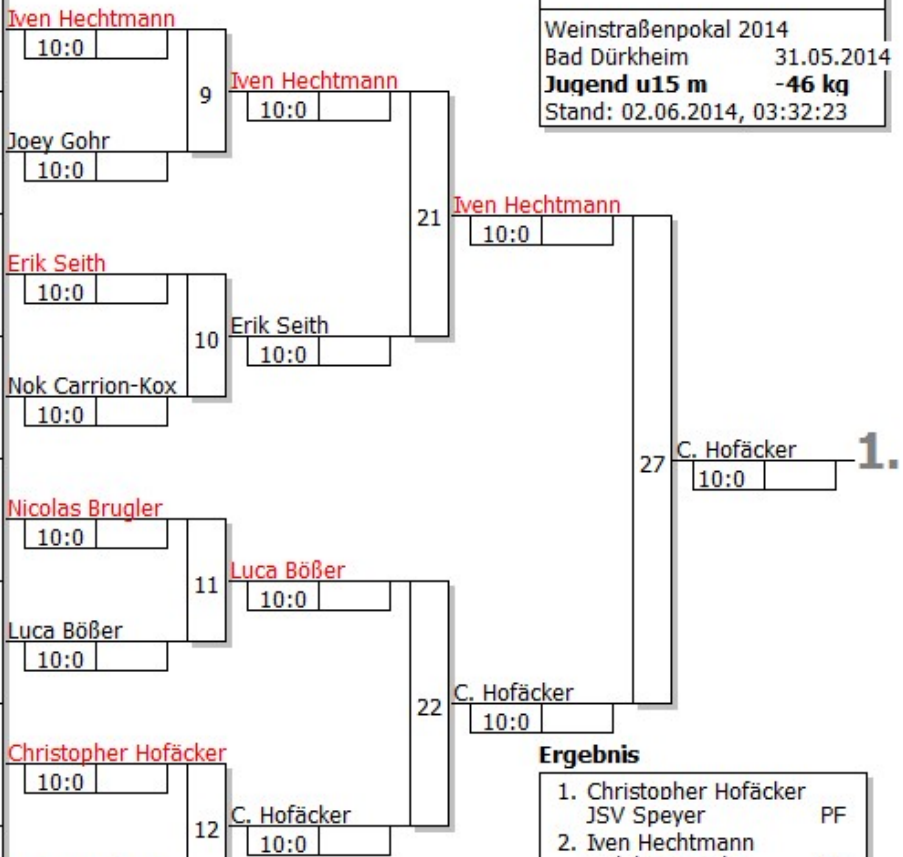 Iven Hechtmann
10:0
9
Joey Gohr
10:0
Erik Seith
10:0
10
Nok Carrion-Kox
10:0
Nicolas Brugler
10:0
11
Luca Bößer
10:0
Christopher Hofäcker
10:0
12
Iven Hechtmann
10:0
21
Erik Seith
10:0
Luca Bößer
10:0
22
C. Hofäcker
10:0
Iven Hechtmann
10:0
27
C. Hofäcker
10:0
C. Hofäcker
10:0
1.
Weinstraßenpokal 2014
Bad Dürkheim 31.05.2014
Jugend u15 m -46 kg
Stand: 02.06.2014, 03:32:23
Ergebnis
1. Christopher Hofäcker
JSV Speyer PF
2. Iven Hechtmann